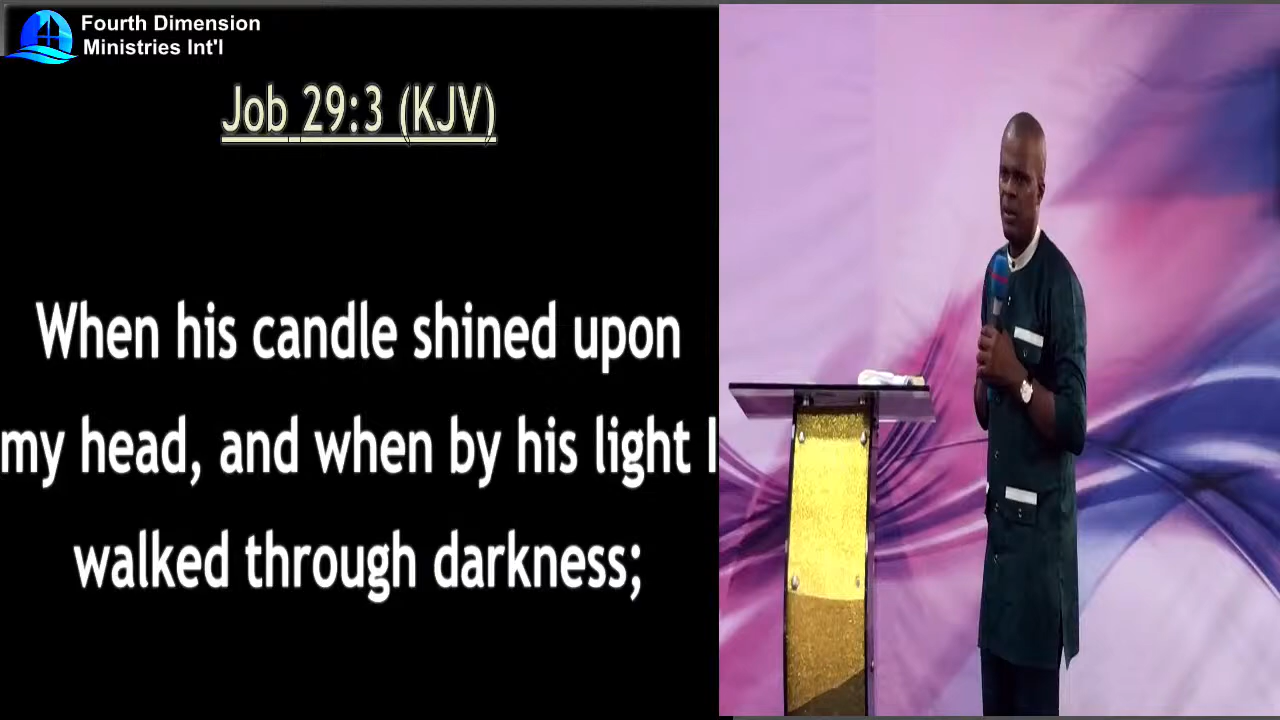 Fourth Dimension
Ministries Int'l
Job 29:3 (KJV)
When his candle shined upon
my head, and when by his light I
walked through darkness;